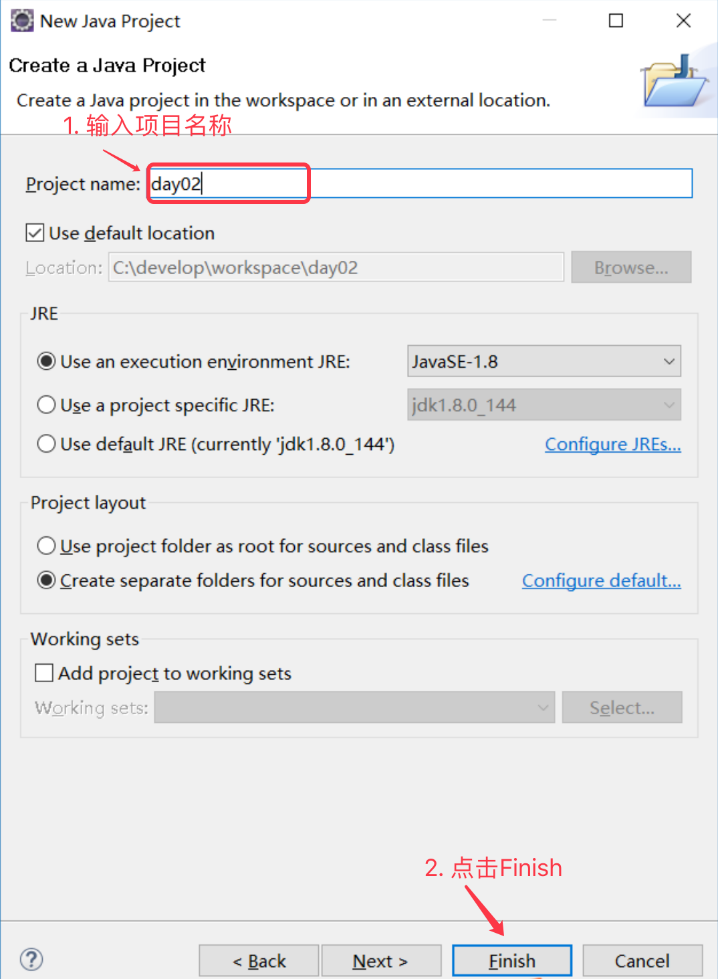 New Java Project
Create a Java Project
Create a Java project in the workspace or in an external location.
1. 输入项目名称
Project name: day02
Use default location
Location: C:\develop\workspace\day02 Browse...
JRE
Use an execution environment JRE: JavaSE-1.8
Use a project specific JRE: jdk1.8.0_144
Use default JRE (currently 'jdk1.8.0_144') Configure JREs...
Project layout
Use project folder as root for sources and class files
Create separate folders for sources and class files Configure default...
Working sets
Add project to working sets
Working sets: Select...
2. 点击Finish
? < Back Next > Finish Cancel